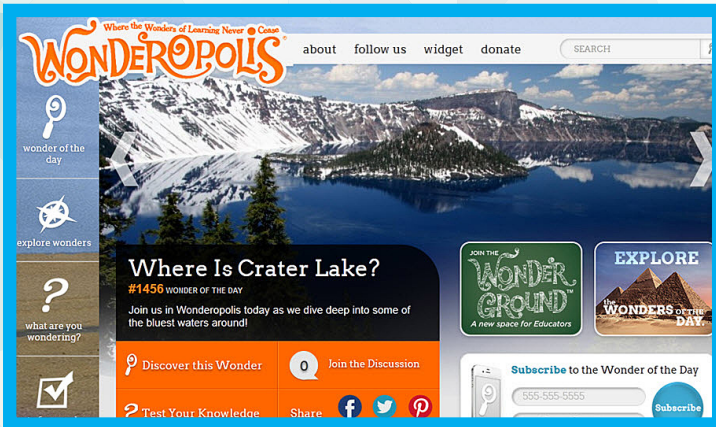 Where the Wonders of Learning Never Cease
WONDEROPOLIS
about follow us widget donate
SEARCH
wonder of the
day
explore wonders
what are you
wondering?
Where Is Crater Lake?
#1456 WONDER OF THE DAY
Join us in Wonderopolis today as we dive deep into some of
the bluest waters around!
Discover this Wonder
0 Join the Discussion
? Test Your Knowledge
Share
JOIN THE
WONDER
GROUND™
A new space for Educators
EXPLORE
the
WONDERS OF THE
DAY
Subscribe to the Wonder of the Day
555-555-5555
Subscribe